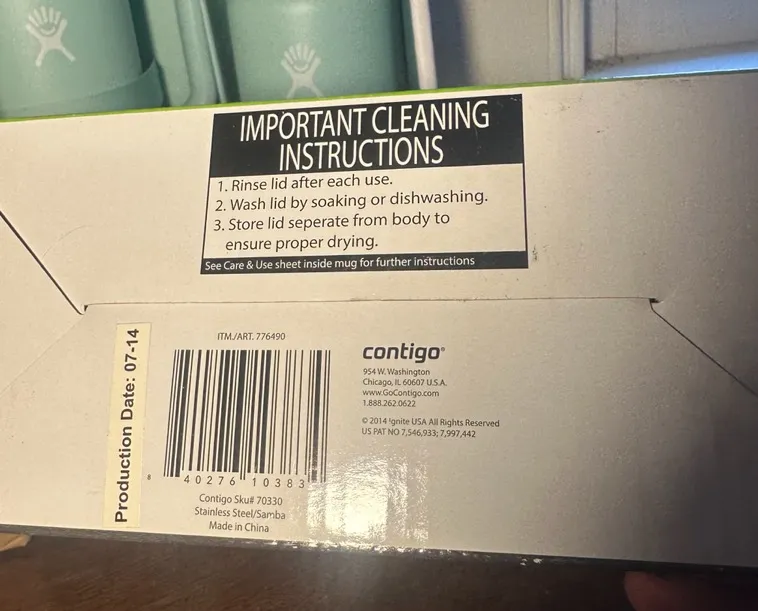 IMPORTANT CLEANING
INSTRUCTIONS
1. Rinse lid after each use.
2. Wash lid by soaking or dishwashing.
3. Store lid seperate from body to
ensure proper drying.
See Care & Use sheet inside mug for further instructions
Production Date: 07-14
ITM./ART. 776490
8 40276 10383
Contigo Sku# 70330
Stainless Steel/Samba
Made in China
contigo®
954 W. Washington
Chicago, IL 60607 U.S.A.
www.GoContigo.com
1.888.262.0622
© 2014 Ignite USA All Rights Reserved
US PAT NO 7,546,933; 7,997,442